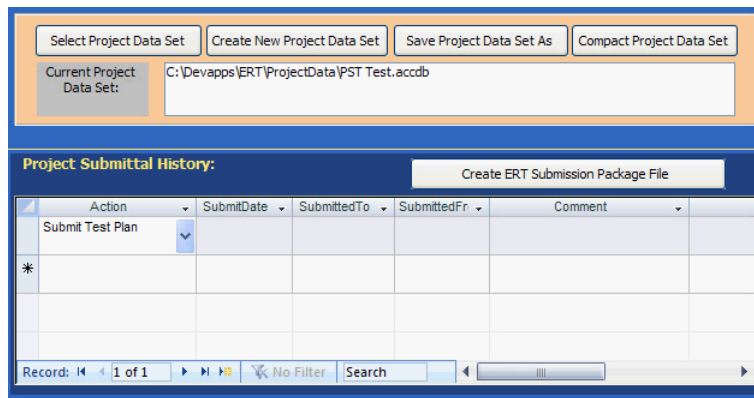 Select Project Data Set Create New Project Data Set Save Project Data Set As Compact Project Data Set
Current Project Data Set: C:\Devapps\ERT\ProjectData\PST Test.accdb
Project Submittal History: Create ERT Submission Package File
Action SubmitDate SubmittedTo SubmittedFr Comment
Submit Test Plan
Record: 1 of 1 No Filter Search